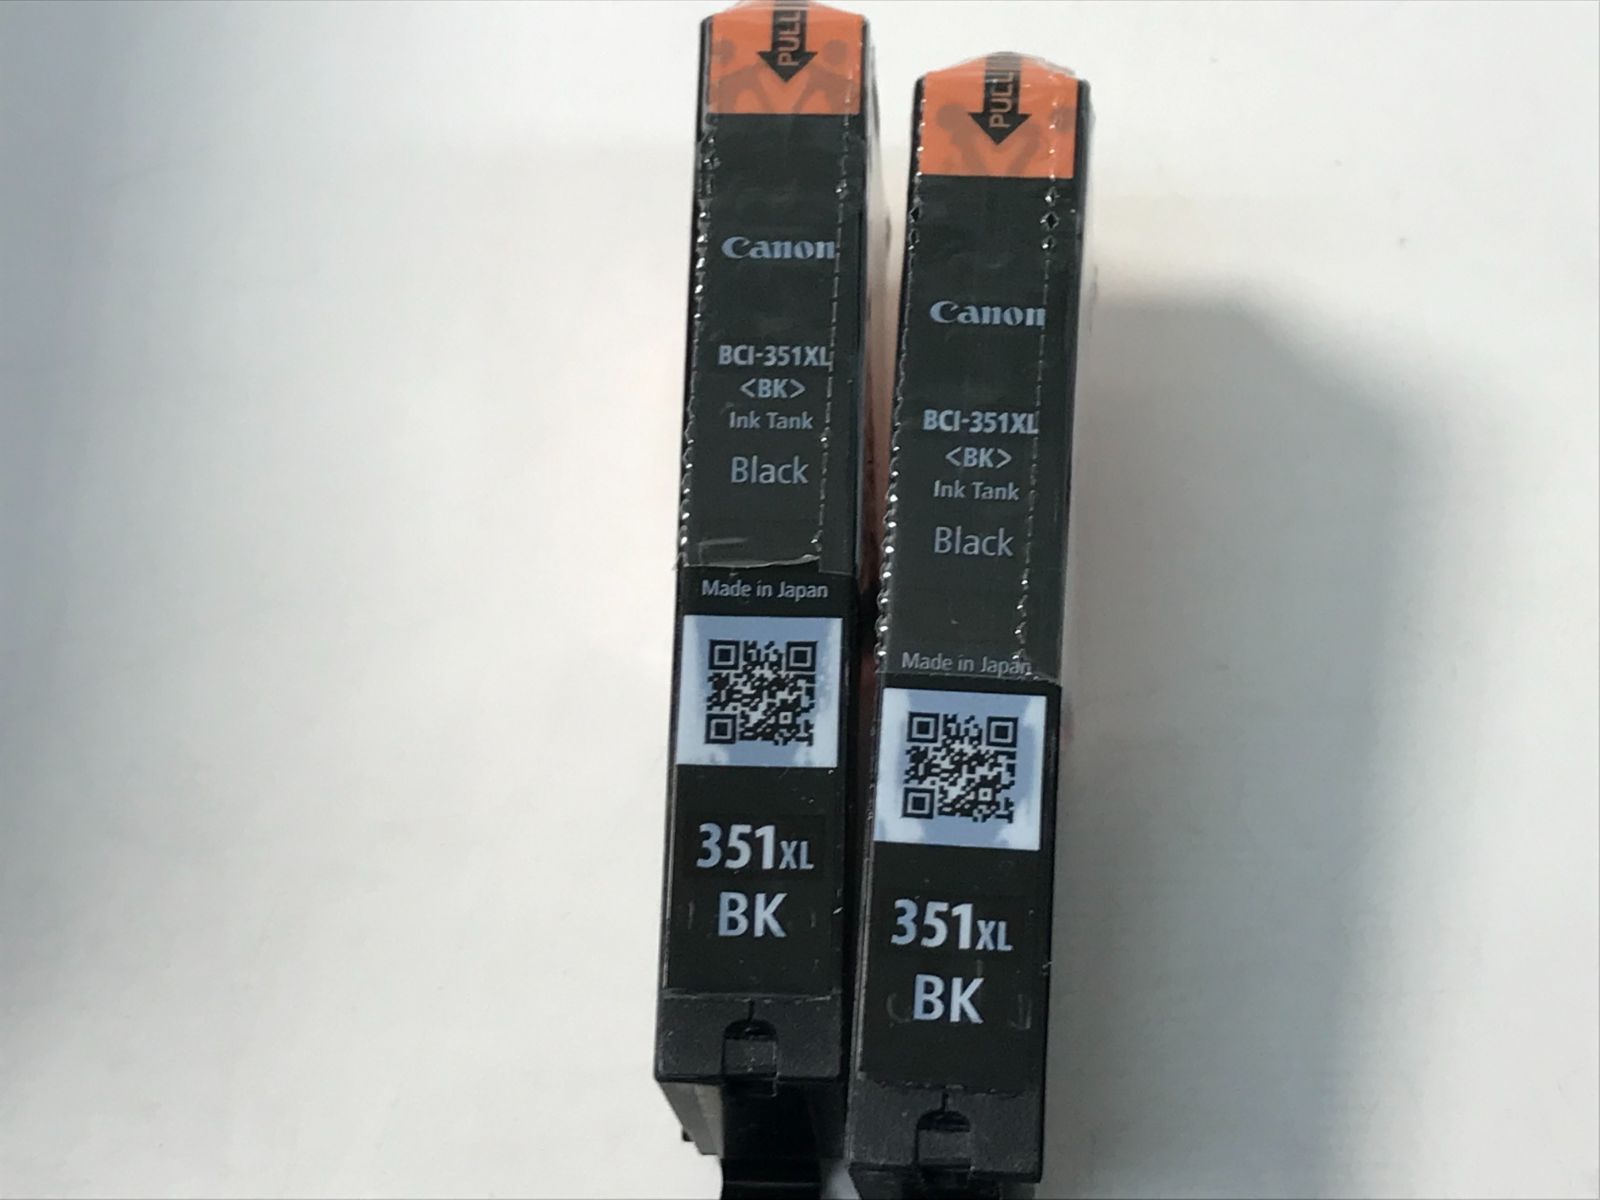 PULL
Canon
BCI-351XL
<BK>
Ink Tank
Black
Made in Japan
351XL
BK
PULL
Canon
BCI-351XL
<BK>
Ink Tank
Black
Made in Japan
351XL
BK